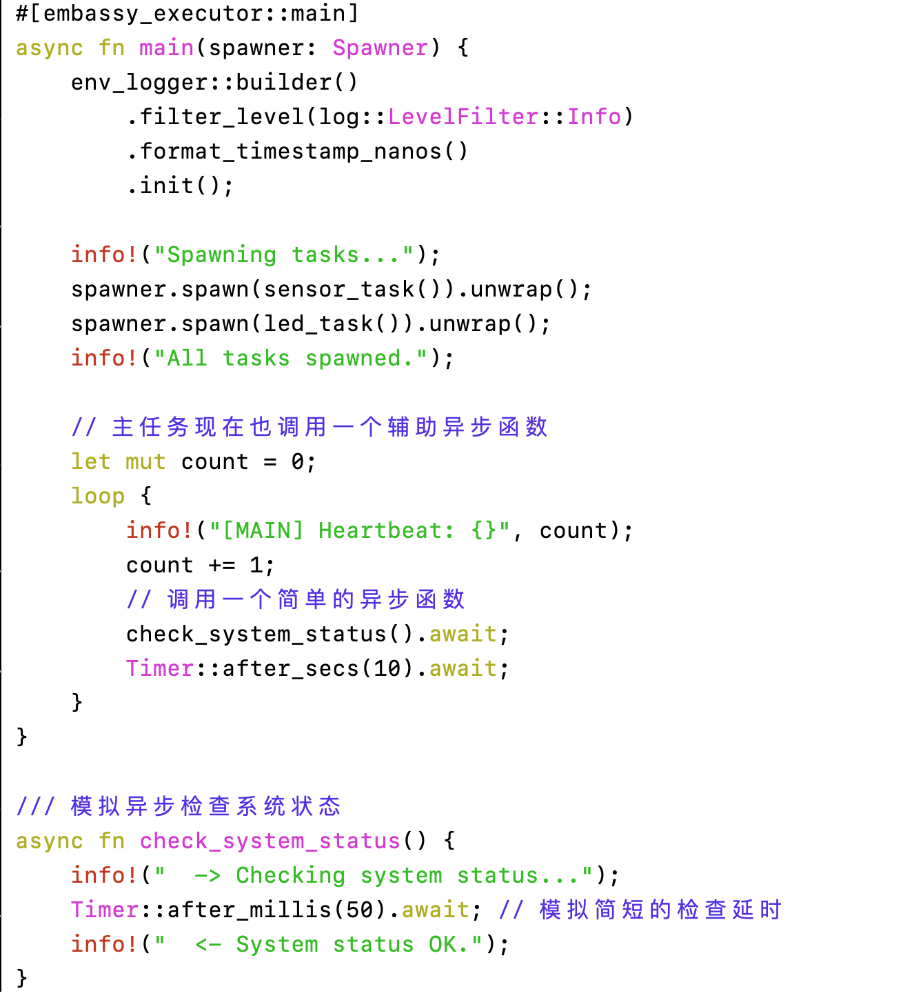 #[embassy_executor::main]
async fn main(spawner: Spawner) {
    env_logger::builder()
        .filter_level(log::LevelFilter::Info)
        .format_timestamp_nanos()
        .init();

    info!("Spawning tasks...");
    spawner.spawn(sensor_task()).unwrap();
    spawner.spawn(led_task()).unwrap();
    info!("All tasks spawned.");

    // 主任务现在也调用一个辅助异步函数
    let mut count = 0;
    loop {
        info!("[MAIN] Heartbeat: {}", count);
        count += 1;
        // 调用一个简单的异步函数
        check_system_status().await;
        Timer::after_secs(10).await;
    }
}

/// 模拟异步检查系统状态
async fn check_system_status() {
    info!("  -> Checking system status...");
    Timer::after_millis(50).await; // 模拟简短的检查延时
    info!("  <- System status OK.");
}